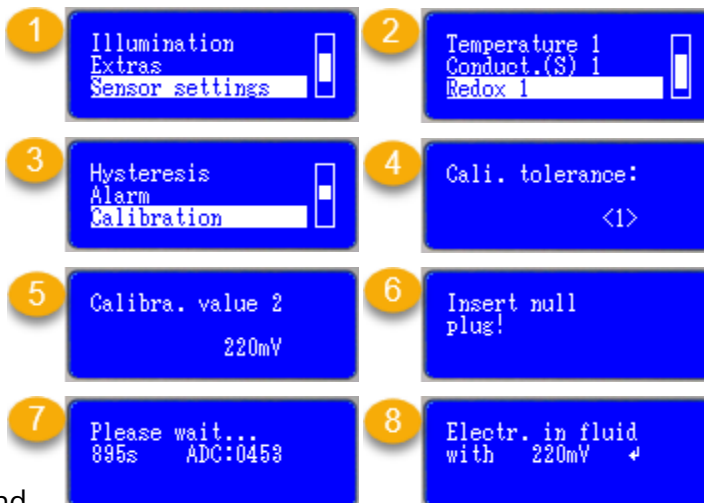 1
Illumination
Extras
Sensor settings
2
Temperature 1
Conduct.(S) 1
Redox 1
3
Hysteresis
Alarm
Calibration
4
Cali. tolerance:
<1>
5
Calibra. value 2
220mV
6
Insert null
plug!
7
Please wait...
895s ADC:0453
8
Electr. in fluid
with 220mV ↵